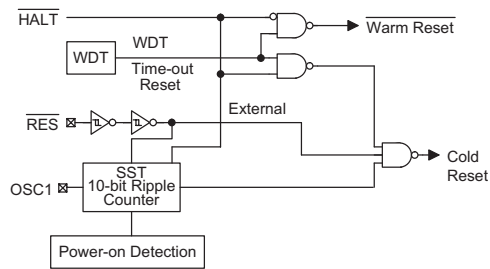 HALT
WDT
WDT
Time-out
Reset
Warm Reset
RES
External
OSC1
SST
10-bit Ripple
Counter
Cold
Reset
Power-on Detection